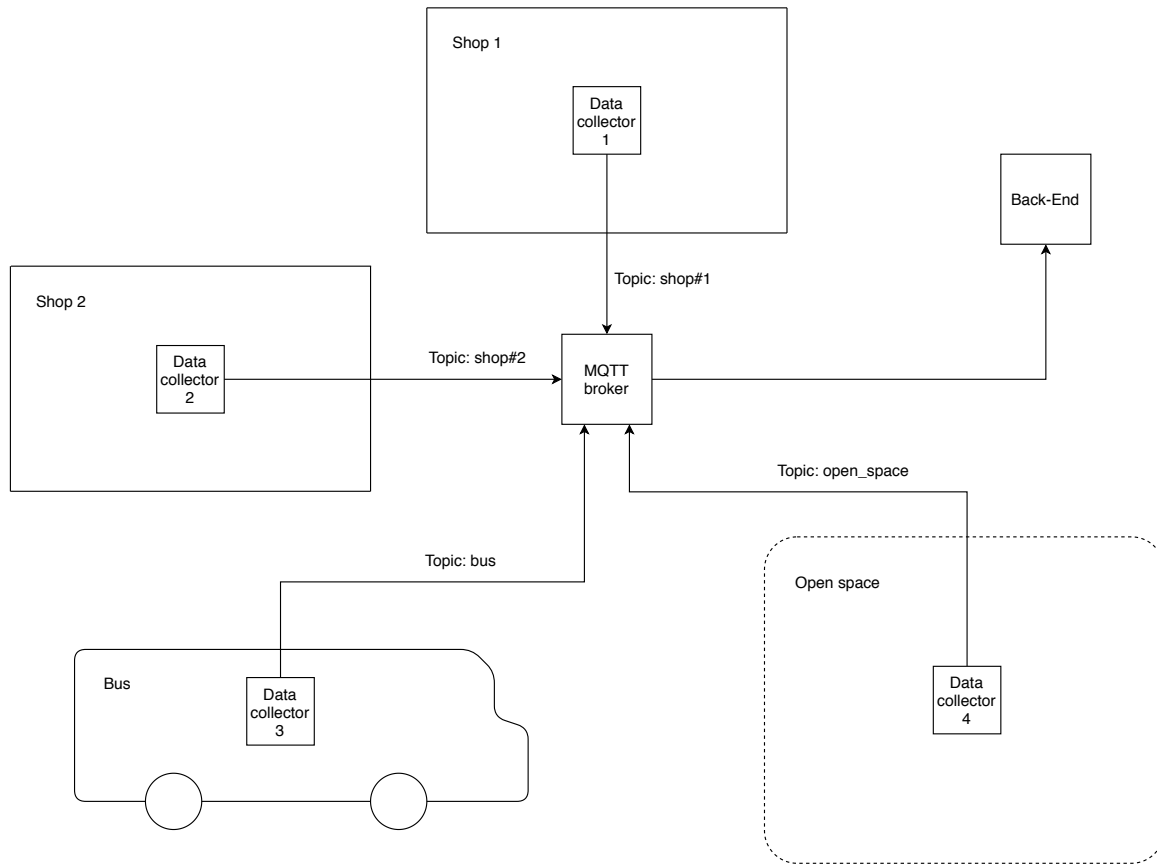 Shop 1
Data
collector
1
Back-End
Topic: shop#1
Shop 2
Data
collector
2
Topic: shop#2
MQTT
broker
Topic: open_space
Topic: bus
Open space
Bus
Data
collector
3
Data
collector
4